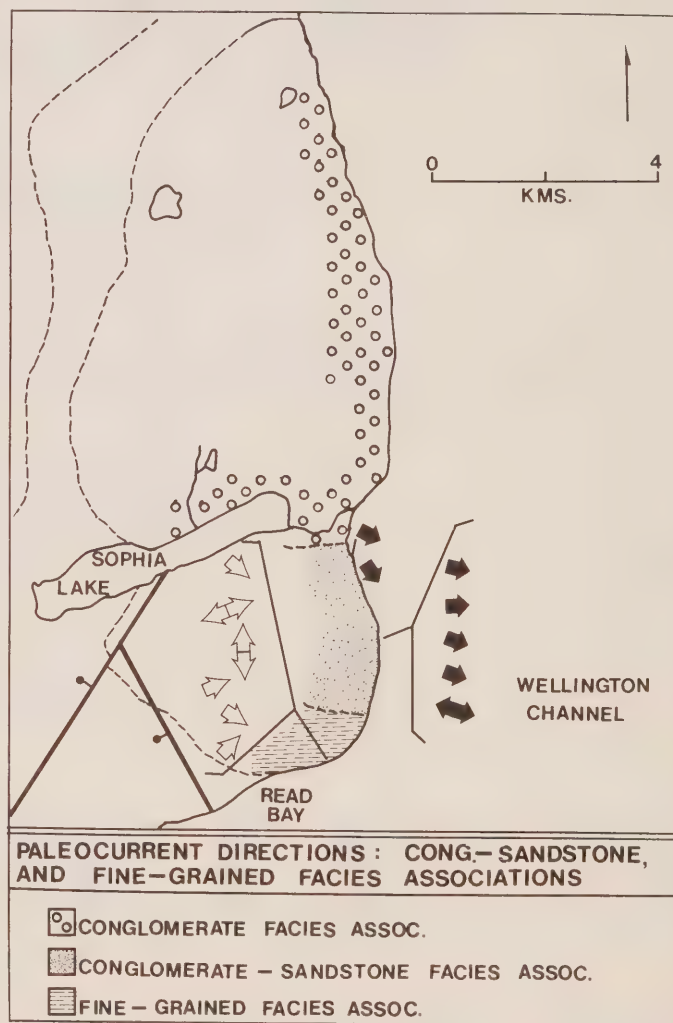 0 4
KMS.
SOPHIA
LAKE
WELLINGTON
CHANNEL
READ
BAY
PALEOCURRENT DIRECTIONS : CONG.-SANDSTONE,
AND FINE-GRAINED FACIES ASSOCIATIONS
CONGLOMERATE FACIES ASSOC.
CONGLOMERATE - SANDSTONE FACIES ASSOC.
FINE - GRAINED FACIES ASSOC.